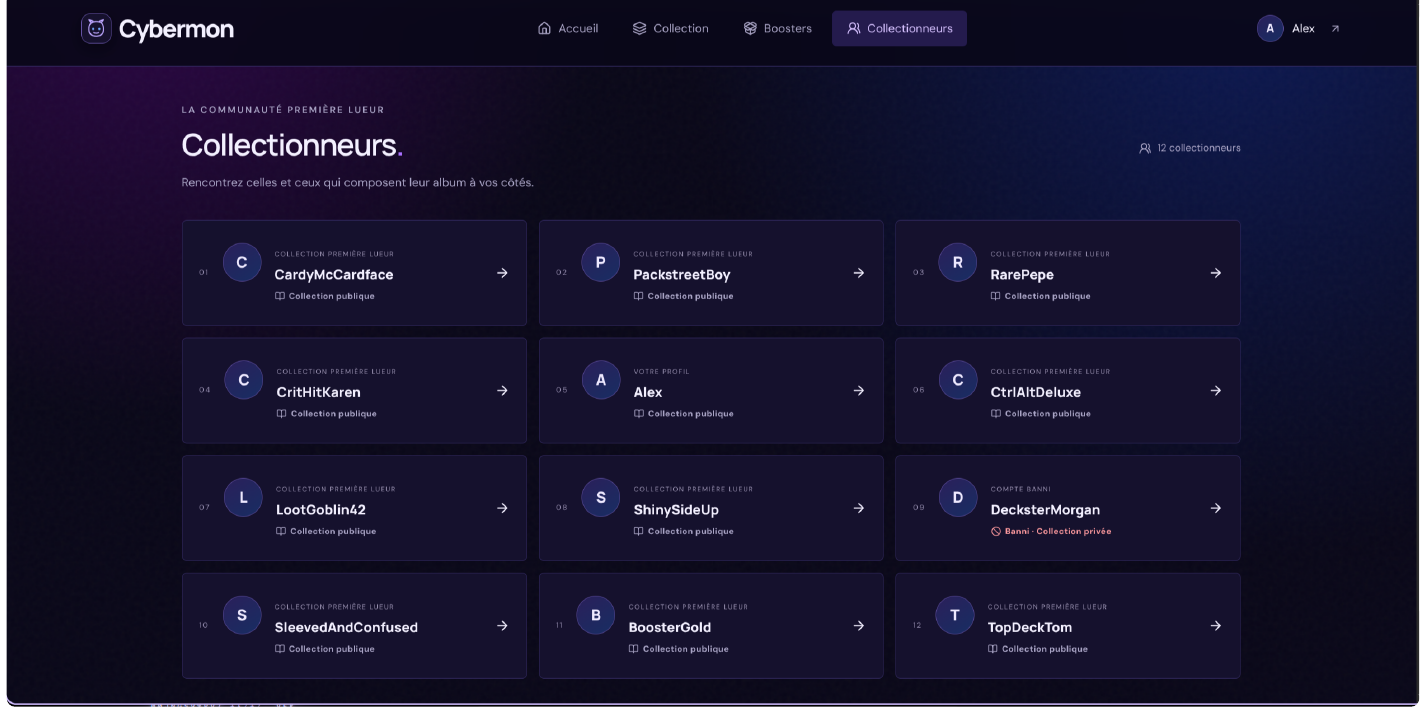 Cybermon
Accueil
Collection
Boosters
Collectionneurs
A
Alex
LA COMMUNAUTÉ PREMIÈRE LUEUR
Collectionneurs.
12 collectionneurs
Rencontrez celles et ceux qui composent leur album à vos côtés.
01
C
COLLECTION PREMIÈRE LUEUR
CardyMcCardface
Collection publique
02
P
COLLECTION PREMIÈRE LUEUR
PackstreetBoy
Collection publique
03
R
COLLECTION PREMIÈRE LUEUR
RarePepe
Collection publique
04
C
COLLECTION PREMIÈRE LUEUR
CritHitKaren
Collection publique
05
A
VOTRE PROFIL
Alex
Collection publique
06
C
COLLECTION PREMIÈRE LUEUR
CtrlAltDeluxe
Collection publique
07
L
COLLECTION PREMIÈRE LUEUR
LootGoblin42
Collection publique
08
S
COLLECTION PREMIÈRE LUEUR
ShinySideUp
Collection publique
09
D
COMPTE BANNI
DecksterMorgan
Banni · Collection privée
10
S
COLLECTION PREMIÈRE LUEUR
SleevedAndConfused
Collection publique
11
B
COLLECTION PREMIÈRE LUEUR
BoosterGold
Collection publique
12
T
COLLECTION PREMIÈRE LUEUR
TopDeckTom
Collection publique